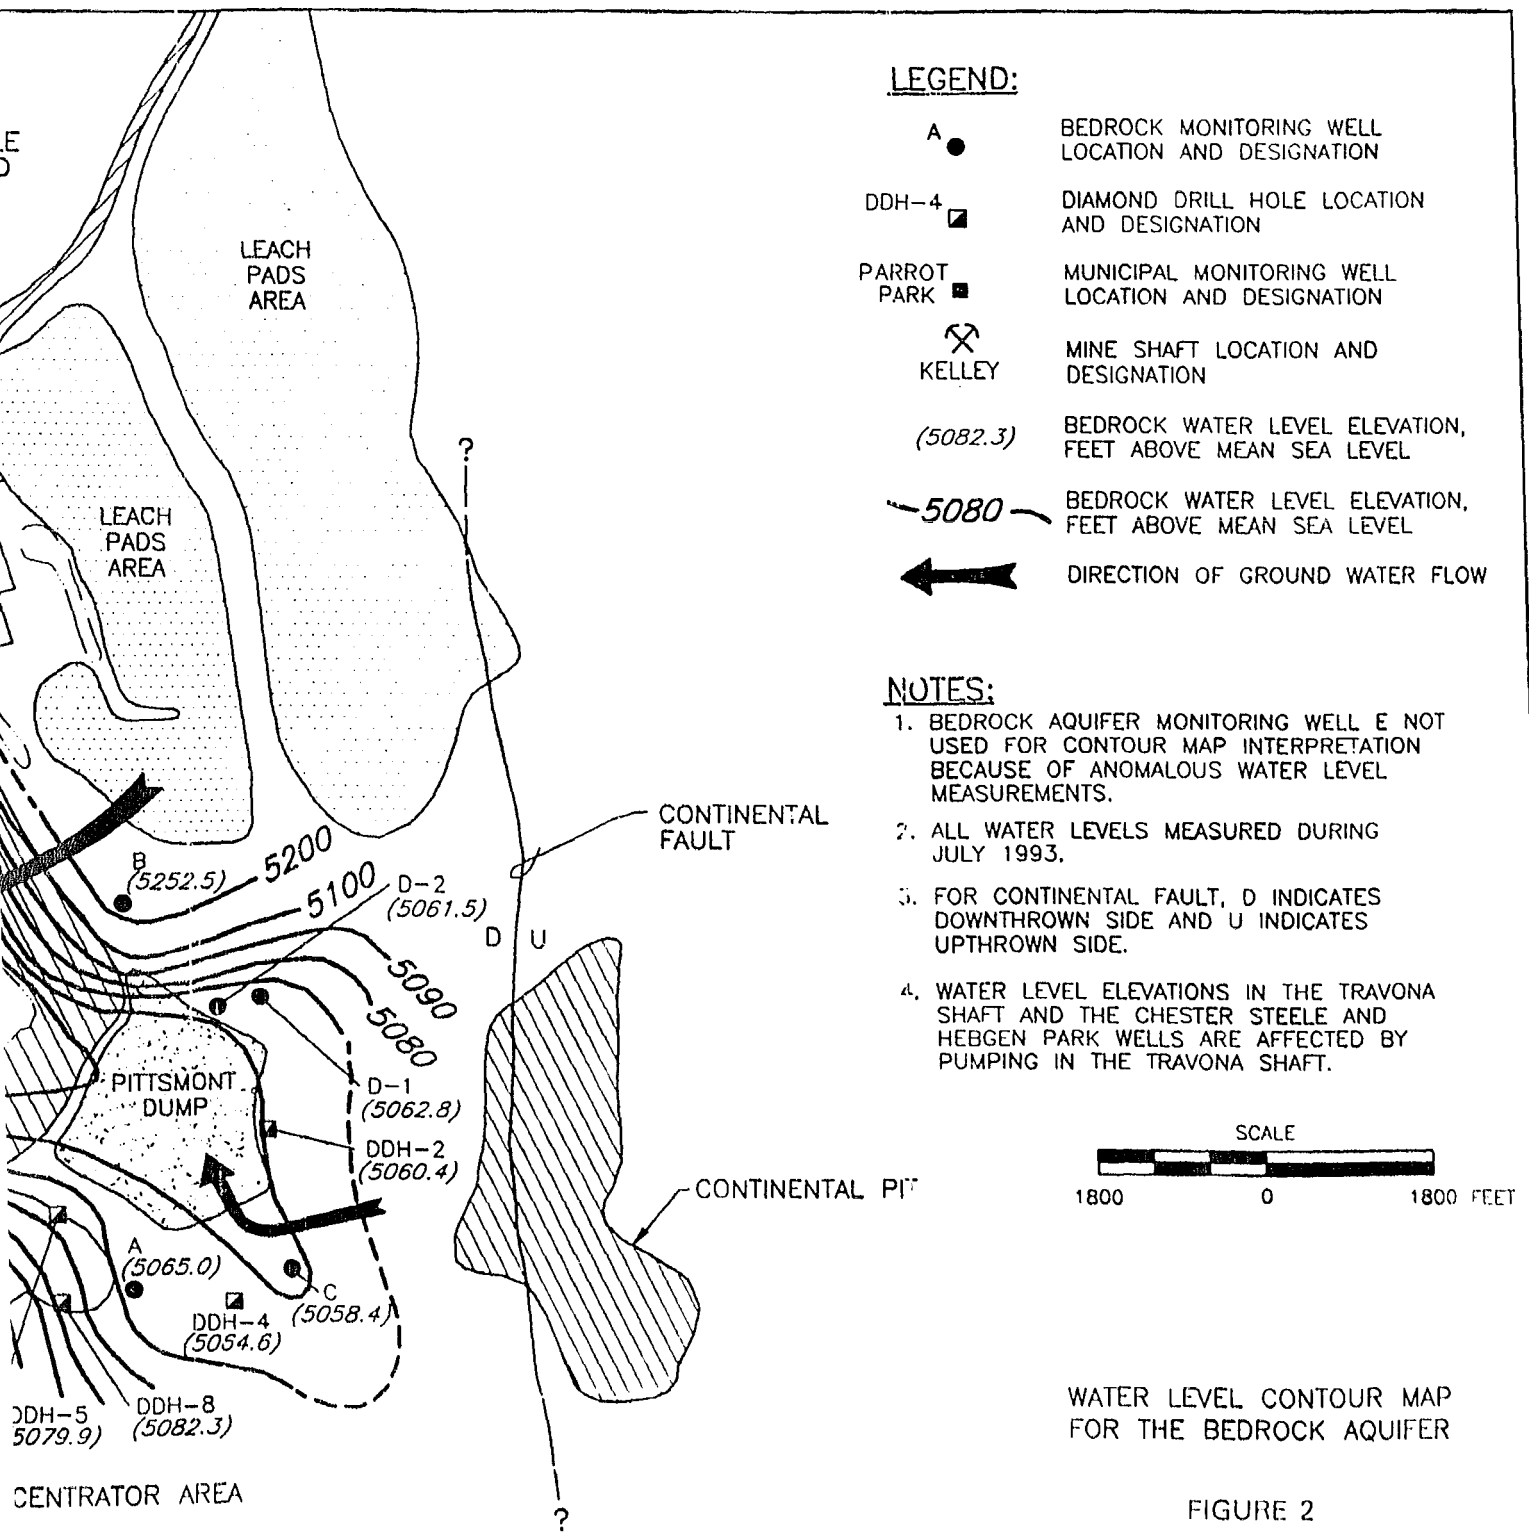 LEGEND:
A
BEDROCK MONITORING WELL
LOCATION AND DESIGNATION
DDH-4
DIAMOND DRILL HOLE LOCATION
AND DESIGNATION
PARROT
PARK
MUNICIPAL MONITORING WELL
LOCATION AND DESIGNATION
KELLEY
MINE SHAFT LOCATION AND
DESIGNATION
(5082.3)
BEDROCK WATER LEVEL ELEVATION,
FEET ABOVE MEAN SEA LEVEL
5080
BEDROCK WATER LEVEL ELEVATION,
FEET ABOVE MEAN SEA LEVEL
DIRECTION OF GROUND WATER FLOW
NOTES:
1. BEDROCK AQUIFER MONITORING WELL E NOT
USED FOR CONTOUR MAP INTERPRETATION
BECAUSE OF ANOMALOUS WATER LEVEL
MEASUREMENTS.
2. ALL WATER LEVELS MEASURED DURING
JULY 1993.
3. FOR CONTINENTAL FAULT, D INDICATES
DOWNTHROWN SIDE AND U INDICATES
UPTHROWN SIDE.
4. WATER LEVEL ELEVATIONS IN THE TRAVONA
SHAFT AND THE CHESTER STEELE AND
HEBGEN PARK WELLS ARE AFFECTED BY
PUMPING IN THE TRAVONA SHAFT.
SCALE
1800 0 1800 FEET
WATER LEVEL CONTOUR MAP
FOR THE BEDROCK AQUIFER
FIGURE 2
LE
D
LEACH
PADS
AREA
?
LEACH
PADS
AREA
CONTINENTAL
FAULT
B
(5252.5)
5200
5100
D-2
(5061.5)
D U
5090
5080
PITTSMONT
DUMP
D-1
(5062.8)
DDH-2
(5060.4)
CONTINENTAL PIT
A
(5065.0)
C
(5058.4)
DDH-4
DDH-5
5079.9)
DDH-8
(5082.3)
CENTRATOR AREA
?